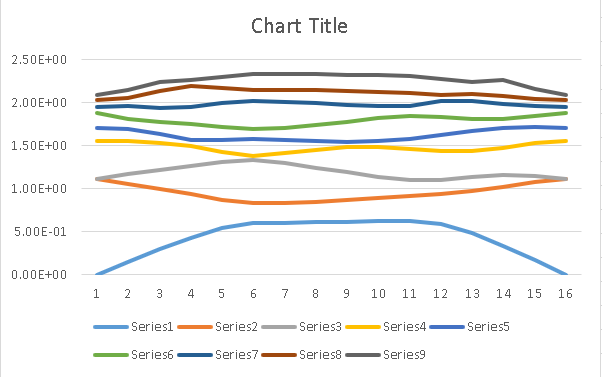 Chart Title
2.50E+00
2.00E+00
1.50E+00
1.00E+00
5.00E-01
0.00E+00
1 2 3 4 5 6 7 8 9 10 11 12 13 14 15 16
Series1 Series2 Series3 Series4 Series5
Series6 Series7 Series8 Series9